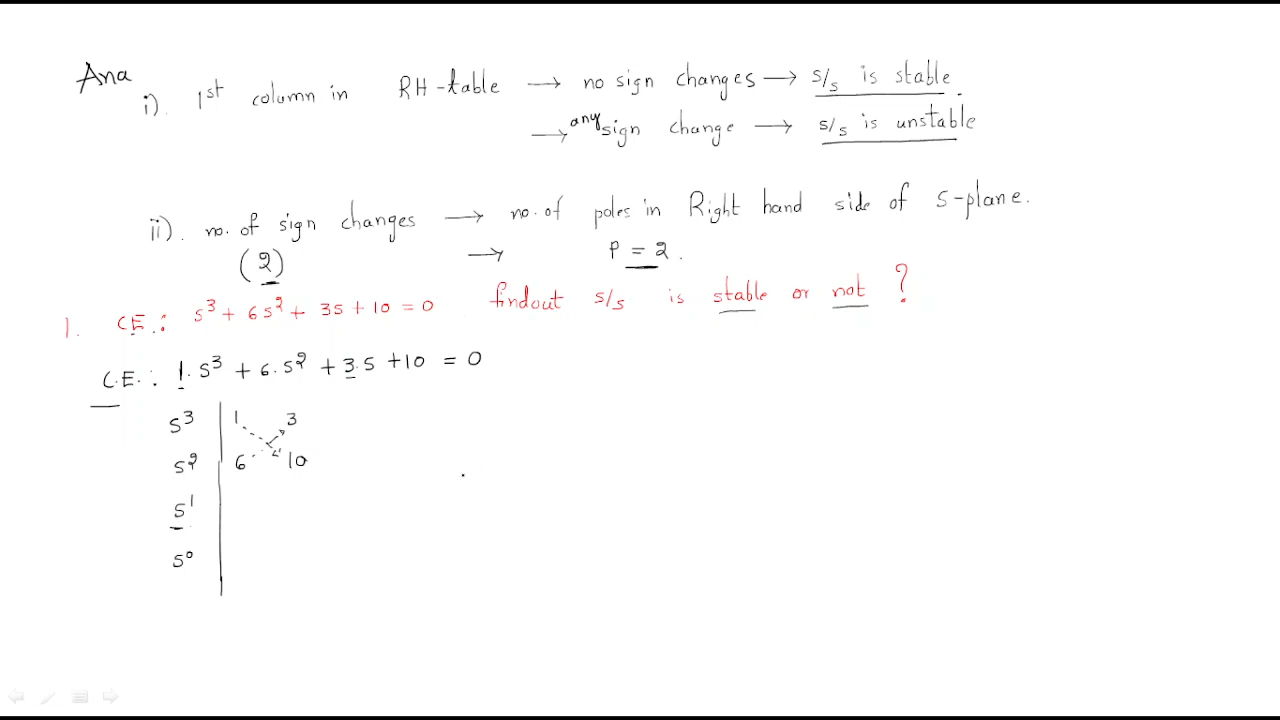 Ana
i). 1st column in RH-table → no sign changes → s/s is stable.
→ any sign change → s/s is unstable
ii). no. of sign changes → no. of poles in Right hand side of S-plane.
(2) → P = 2.
1. C.E.: s³ + 6s² + 3s + 10 = 0 findout s/s is stable or not ?
C.E.: 1. s³ + 6. s² + 3. s + 10 = 0
s³ 1 3
s² 6 10
s¹
s⁰